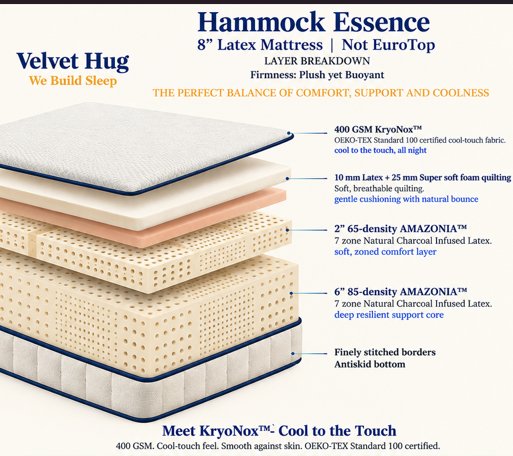 Hammock Essence
8” Latex Mattress | Not EuroTop
LAYER BREAKDOWN
Firmness: Plush yet Buoyant
Velvet Hug
We Build Sleep
THE PERFECT BALANCE OF COMFORT, SUPPORT AND COOLNESS
400 GSM KryoNox™
OEKO-TEX Standard 100 certified cool-touch fabric.
cool to the touch, all night
10 mm Latex + 25 mm Super soft foam quilting
Soft, breathable quilting.
gentle cushioning with natural bounce
2” 65-density AMAZONIA™
7 zone Natural Charcoal Infused Latex.
soft, zoned comfort layer
6” 85-density AMAZONIA™
7 zone Natural Charcoal Infused Latex.
deep resilient support core
Finely stitched borders
Antiskid bottom
Meet KryoNox™- Cool to the Touch
400 GSM. Cool-touch feel. Smooth against skin. OEKO-TEX Standard 100 certified.